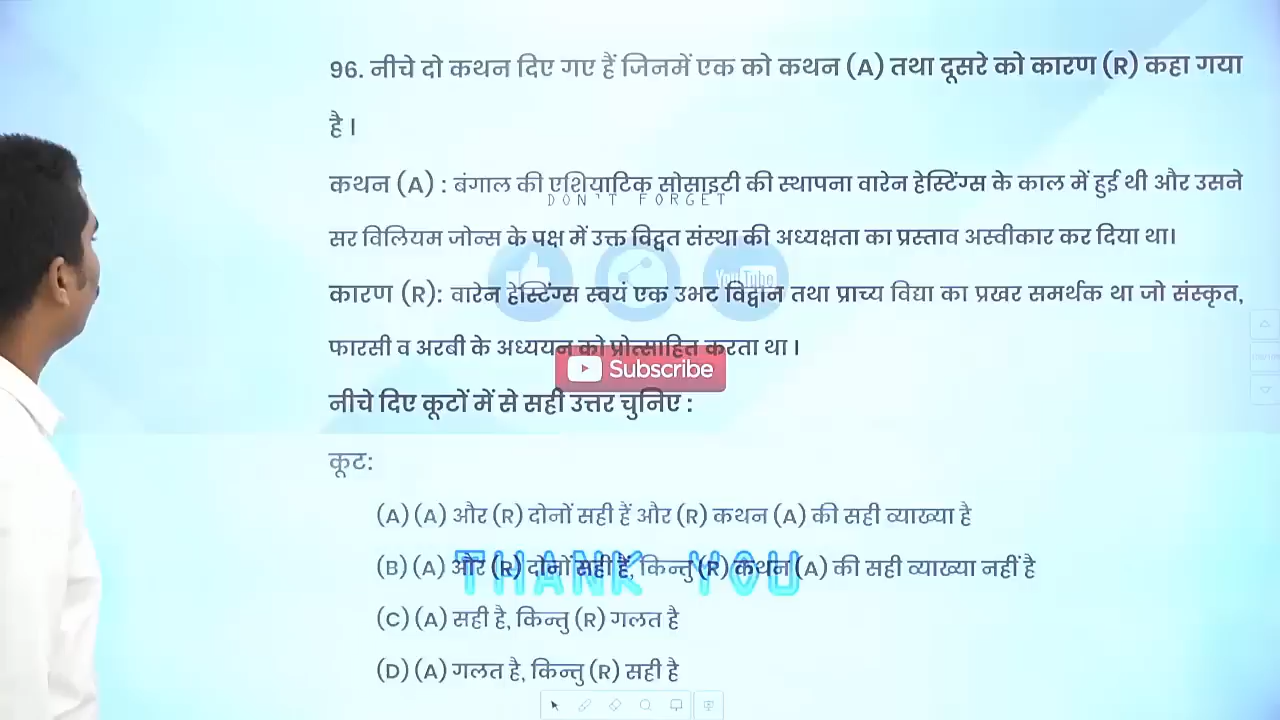 96. नीचे दो कथन दिए गए हैं जिनमें एक को कथन (A) तथा दूसरे को कारण (R) कहा गया
है ।
कथन (A) : बंगाल की एशियाटिक सोसाइटी की स्थापना वारेन हेस्टिंग्स के काल में हुई थी और उसने
DON'T FORGET
सर विलियम जोन्स के पक्ष में उक्त विद्वत संस्था की अध्यक्षता का प्रस्ताव अस्वीकार कर दिया था।
YouTube
कारण (R): वारेन हेस्टिंग्स स्वयं एक उभट विद्वान तथा प्राच्य विद्या का प्रखर समर्थक था जो संस्कृत,
फारसी व अरबी के अध्ययन को प्रोत्साहित करता था ।
Subscribe
नीचे दिए कूटों में से सही उत्तर चुनिए :
कूट:
(A) (A) और (R) दोनों सही हैं और (R) कथन (A) की सही व्याख्या है
(B) (A) और (R) दोनों सही हैं, किन्तु (R) कथन (A) की सही व्याख्या नहीं है
THANK YOU
(C) (A) सही है, किन्तु (R) गलत है
(D) (A) गलत है, किन्तु (R) सही है